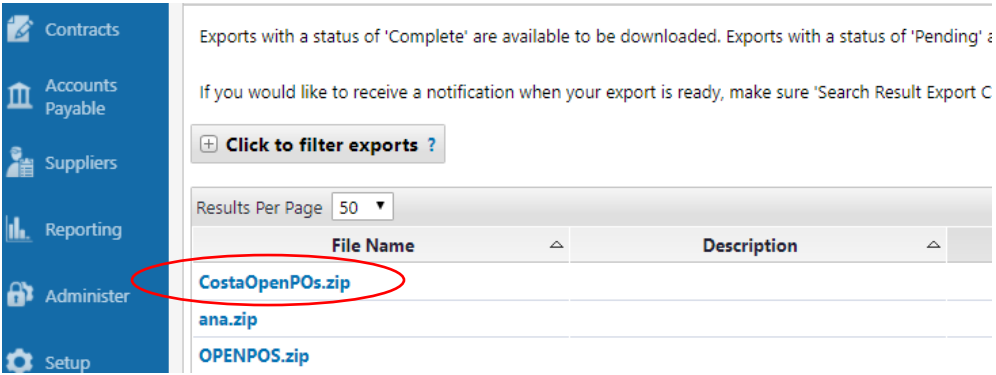 Contracts
Accounts
Payable
Suppliers
Reporting
Administer
Setup
Exports with a status of 'Complete' are available to be downloaded. Exports with a status of 'Pending'
If you would like to receive a notification when your export is ready, make sure 'Search Result Export
Click to filter exports ?
Results Per Page 50
File Name Description
CostaOpenPOs.zip
ana.zip
OPENPOS.zip